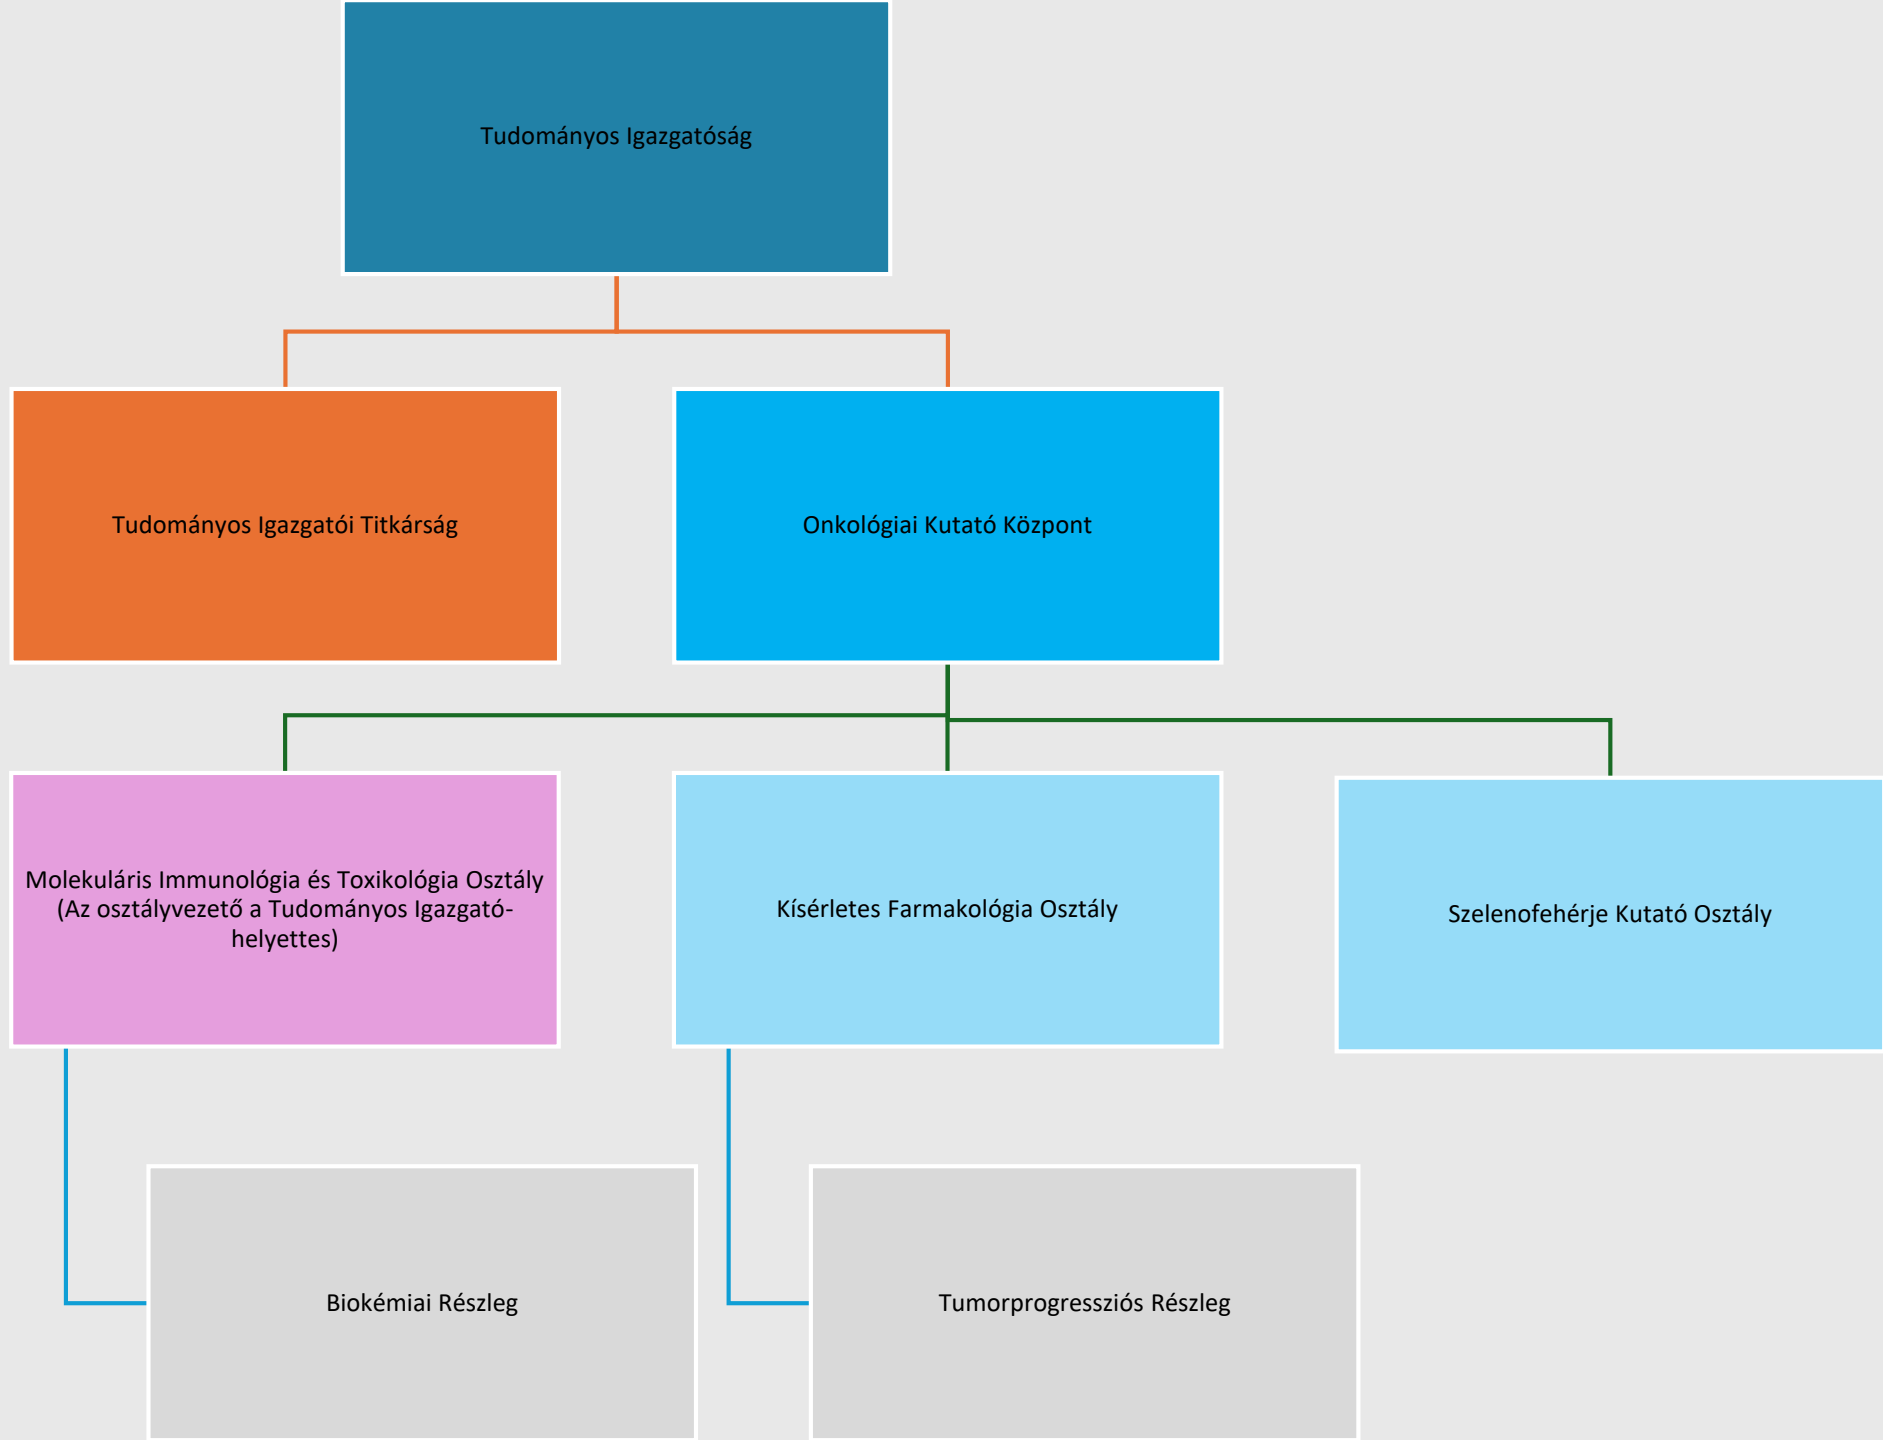 Tudományos Igazgatóság
Tudományos Igazgatói Titkárság
Onkológiai Kutató Központ
Molekuláris Immunológia és Toxikológia Osztály
(Az osztályvezető a Tudományos Igazgató-
helyettes)
Kísérletes Farmakológia Osztály
Szelenofehérje Kutató Osztály
Biokémiai Részleg
Tumorprogressziós Részleg